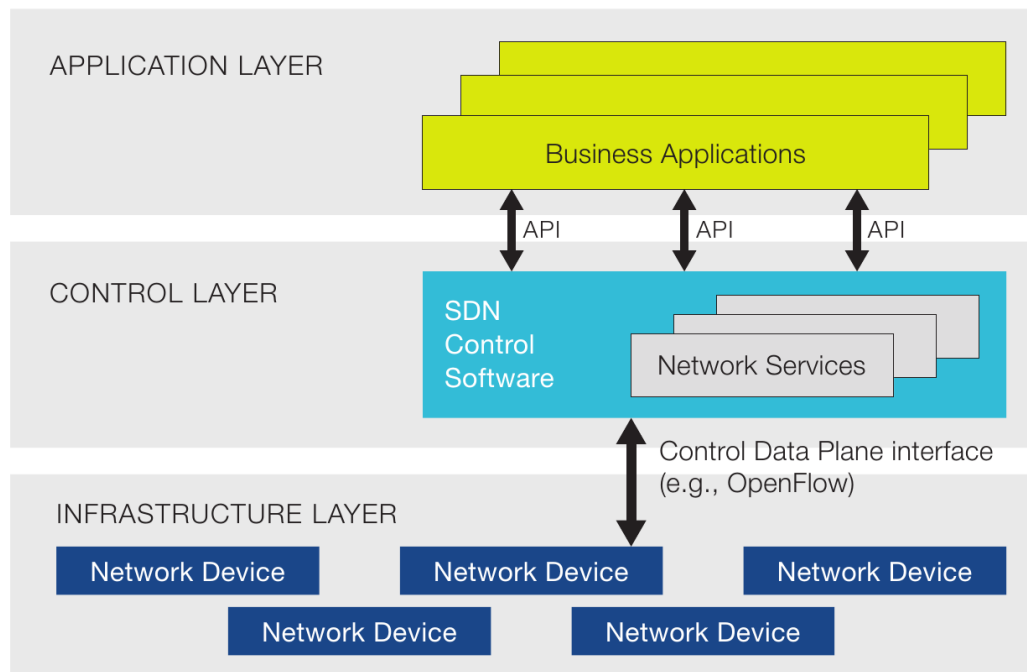 APPLICATION LAYER
Business Applications
API
API
API
CONTROL LAYER
SDN
Control
Software
Network Services
Control Data Plane interface
(e.g., OpenFlow)
INFRASTRUCTURE LAYER
Network Device
Network Device
Network Device
Network Device
Network Device